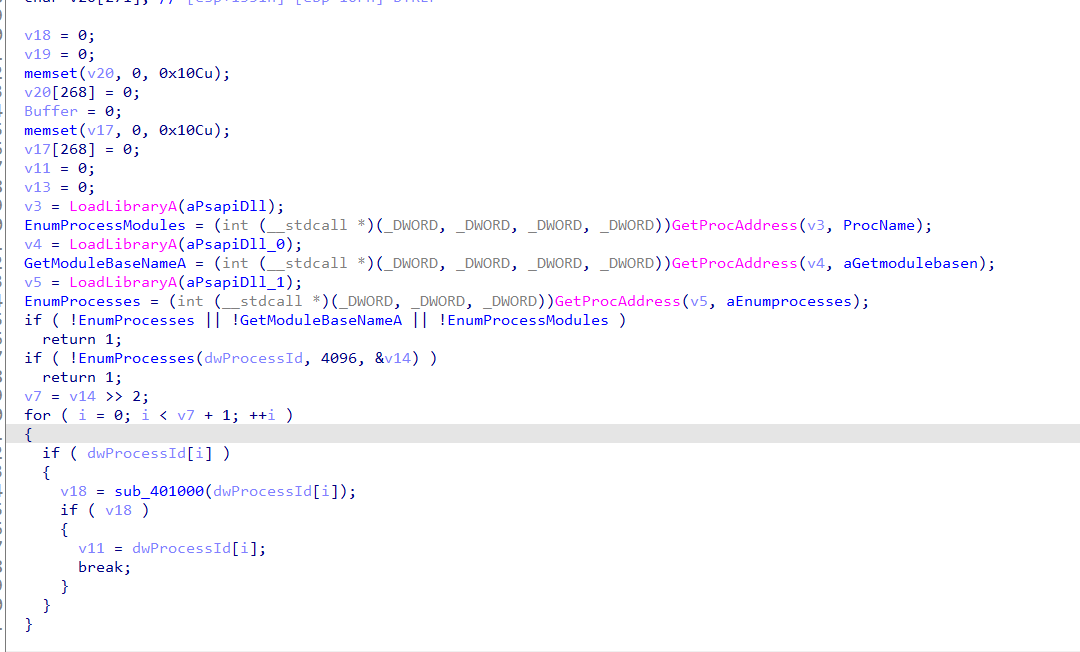 v18 = 0;
v19 = 0;
memset(v20, 0, 0x10Cu);
v20[268] = 0;
Buffer = 0;
memset(v17, 0, 0x10Cu);
v17[268] = 0;
v11 = 0;
v13 = 0;
v3 = LoadLibraryA(aPsapiDll);
EnumProcessModules = (int (__stdcall *)(_DWORD, _DWORD, _DWORD, _DWORD))GetProcAddress(v3, ProcName);
v4 = LoadLibraryA(aPsapiDll_0);
GetModuleBaseNameA = (int (__stdcall *)(_DWORD, _DWORD, _DWORD, _DWORD))GetProcAddress(v4, aGetmodulebasen);
v5 = LoadLibraryA(aPsapiDll_1);
EnumProcesses = (int (__stdcall *)(_DWORD, _DWORD, _DWORD))GetProcAddress(v5, aEnumprocesses);
if ( !EnumProcesses || !GetModuleBaseNameA || !EnumProcessModules )
return 1;
if ( !EnumProcesses(dwProcessId, 4096, &v14) )
return 1;
v7 = v14 >> 2;
for ( i = 0; i < v7 + 1; ++i )
{
if ( dwProcessId[i] )
{
v18 = sub_401000(dwProcessId[i]);
if ( v18 )
{
v11 = dwProcessId[i];
break;
}
}
}